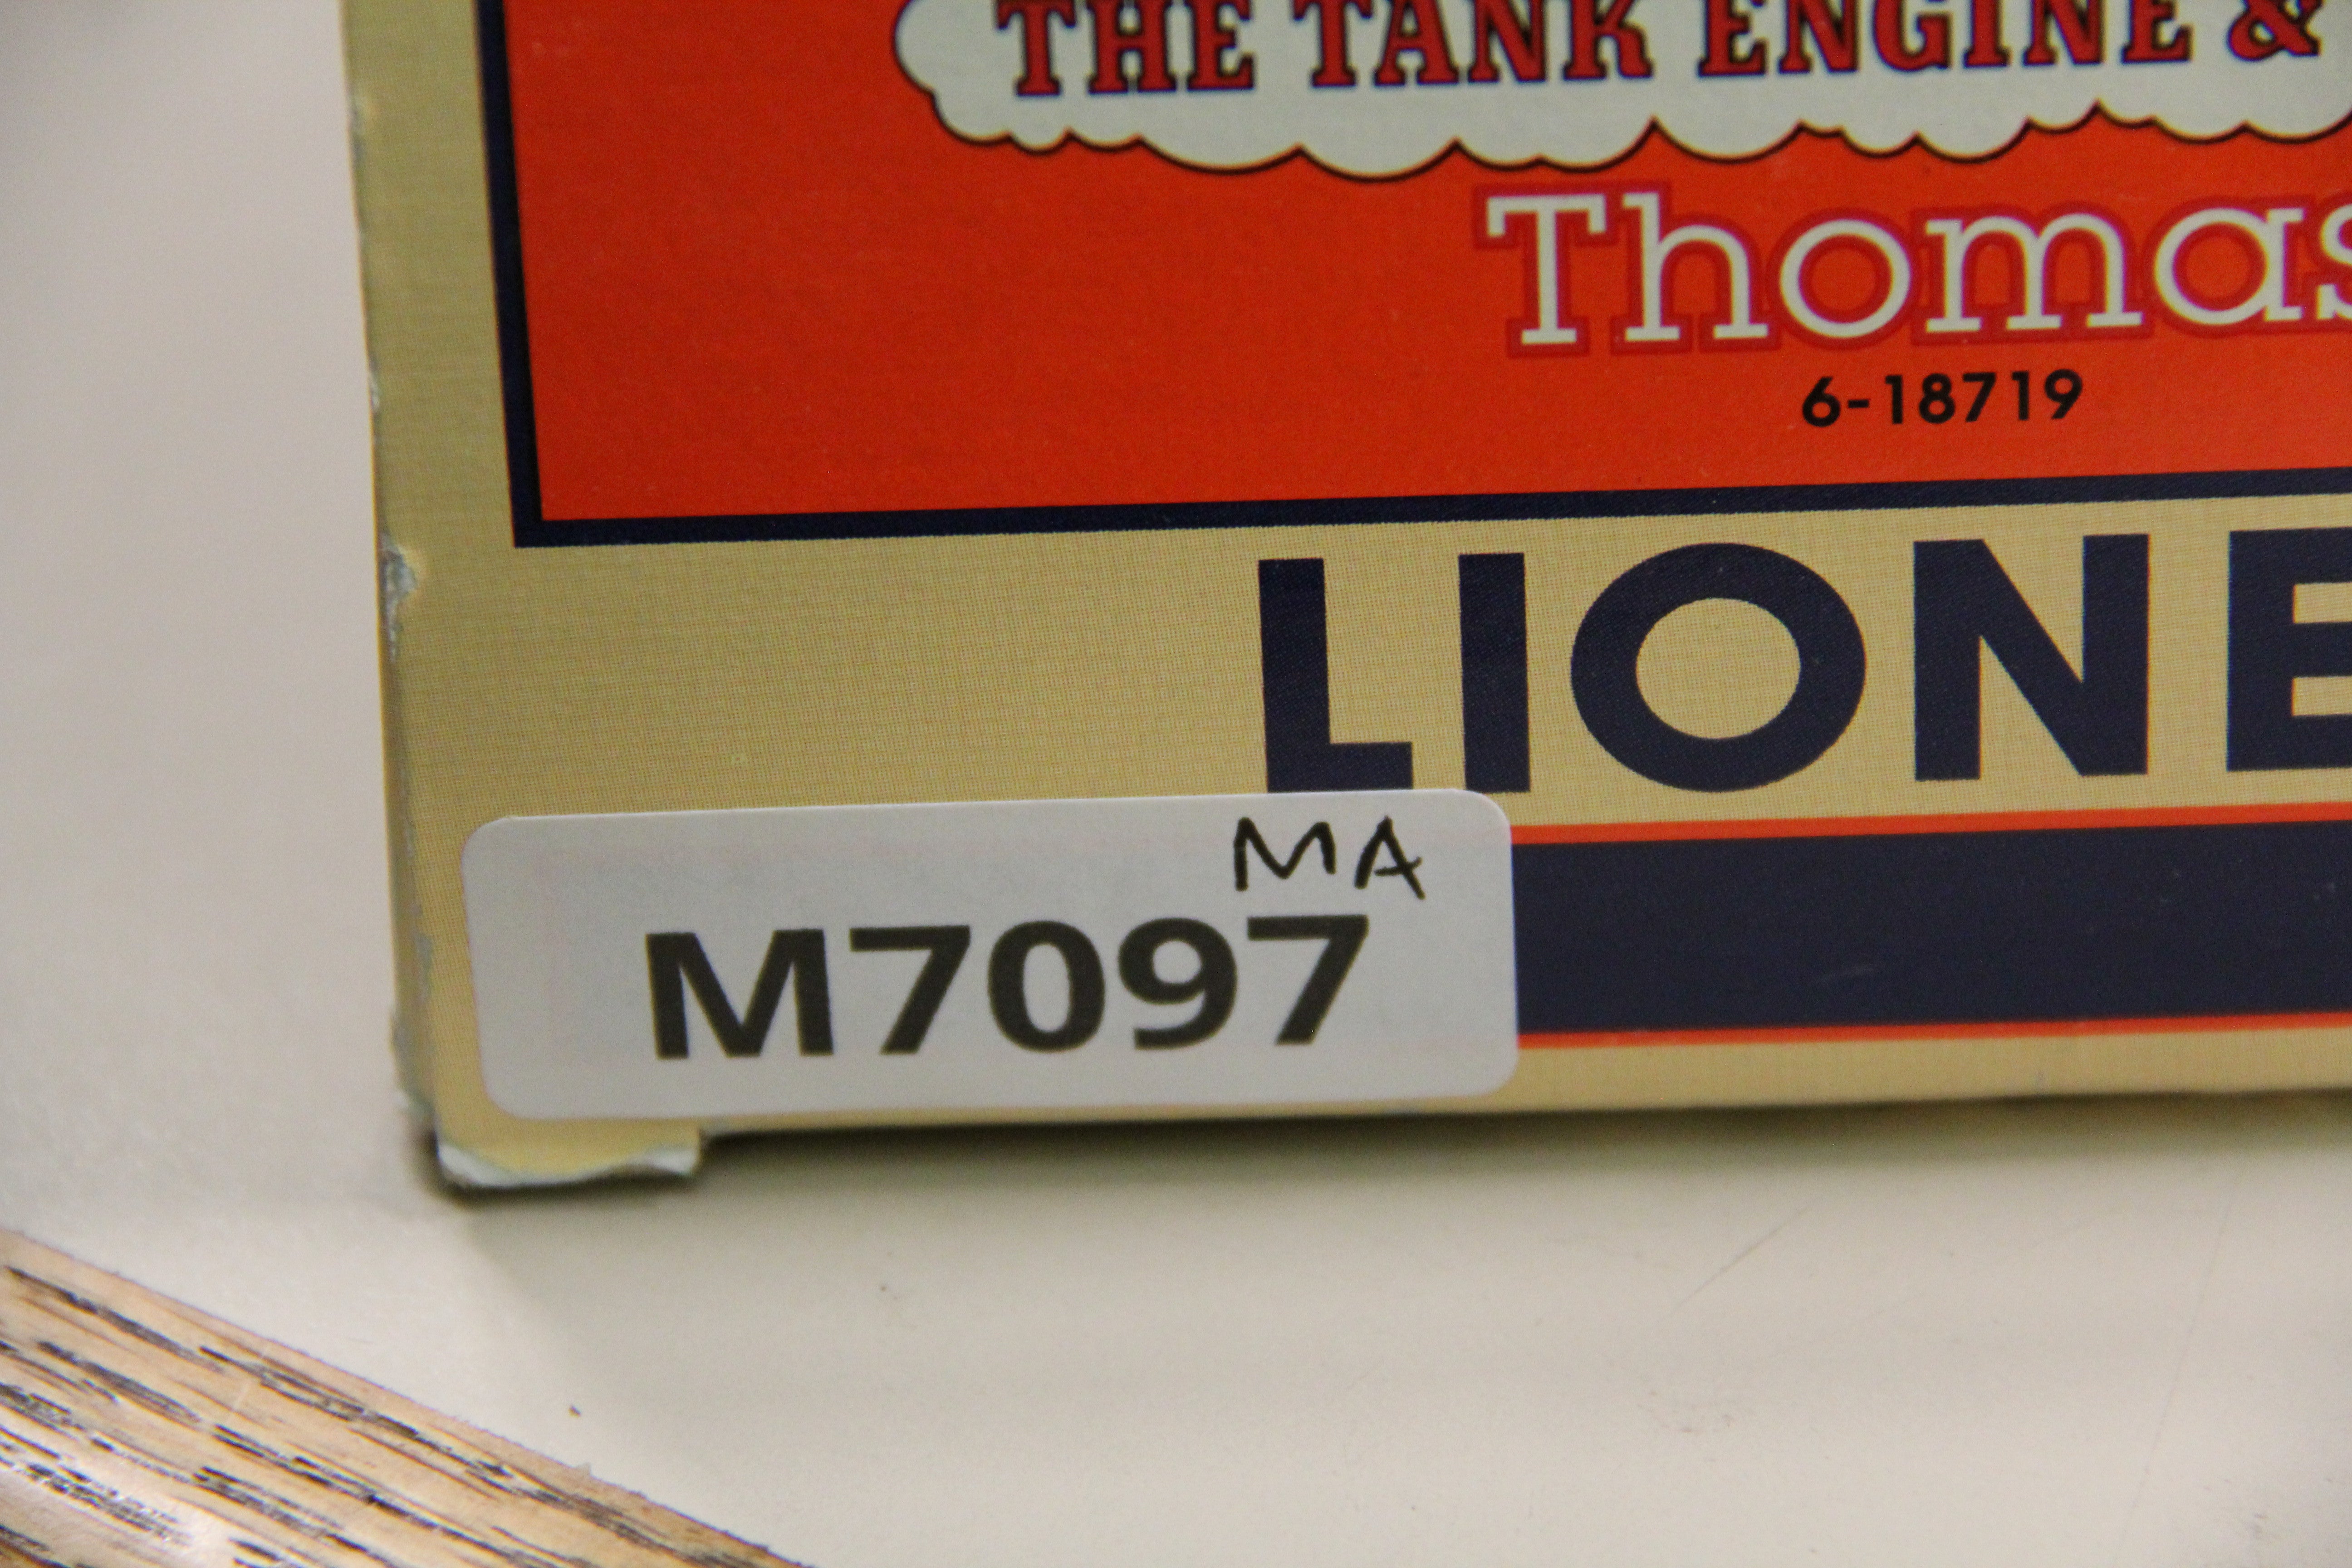 THE TANK ENGINE &
Thomas
6-18719
LIONE
MA
M7097